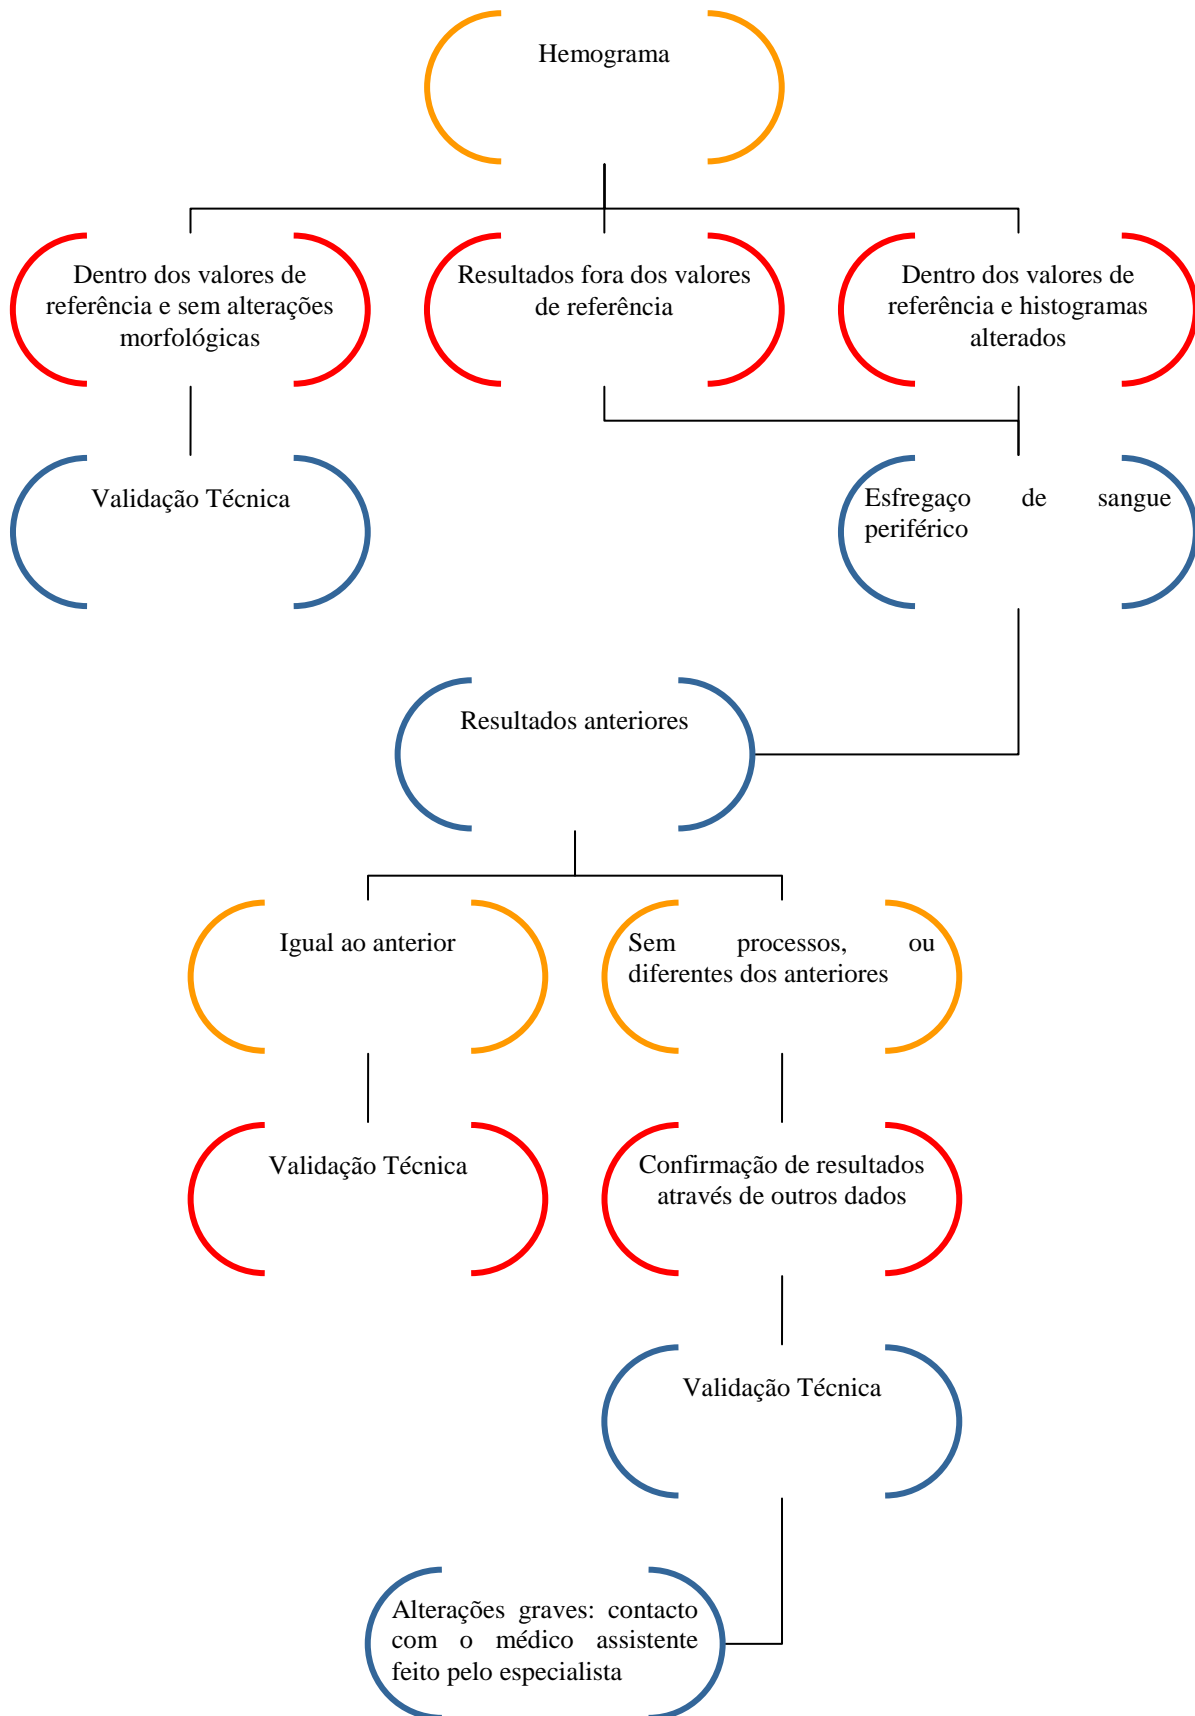 Hemograma
Dentro dos valores de
referência e sem alterações
morfológicas
Resultados fora dos valores
de referência
Dentro dos valores de
referência e histogramas
alterados
Validação Técnica
Esfregaço de sangue
periférico
Resultados anteriores
Igual ao anterior
Sem processos, ou
diferentes dos anteriores
Validação Técnica
Confirmação de resultados
através de outros dados
Validação Técnica
Alterações graves: contacto
com o médico assistente
feito pelo especialista